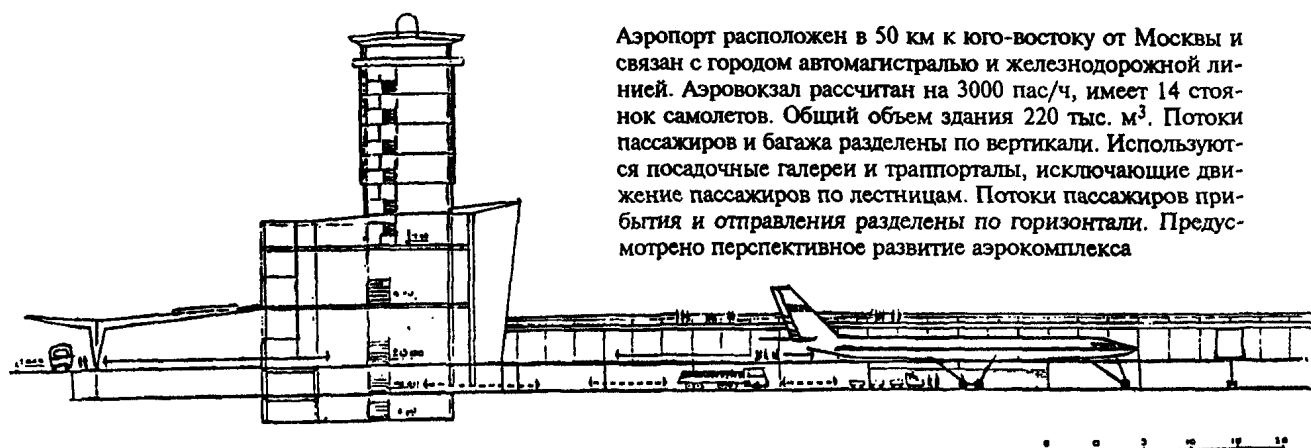 Аэропорт расположен в 50 км к юго-востоку от Москвы и
связан с городом автомагистралью и железнодорожной ли-
нией. Аэровокзал рассчитан на 3000 пас/ч, имеет 14 стоя-
нок самолетов. Общий объем здания 220 тыс. м³. Потоки
пассажиров и багажа разделены по вертикали. Используют-
ся посадочные галереи и траппорталы, исключающие дви-
жение пассажиров по лестницам. Потоки пассажиров при-
бытия и отправления разделены по горизонтали. Предус-
мотрено перспективное развитие аэрокомплекса